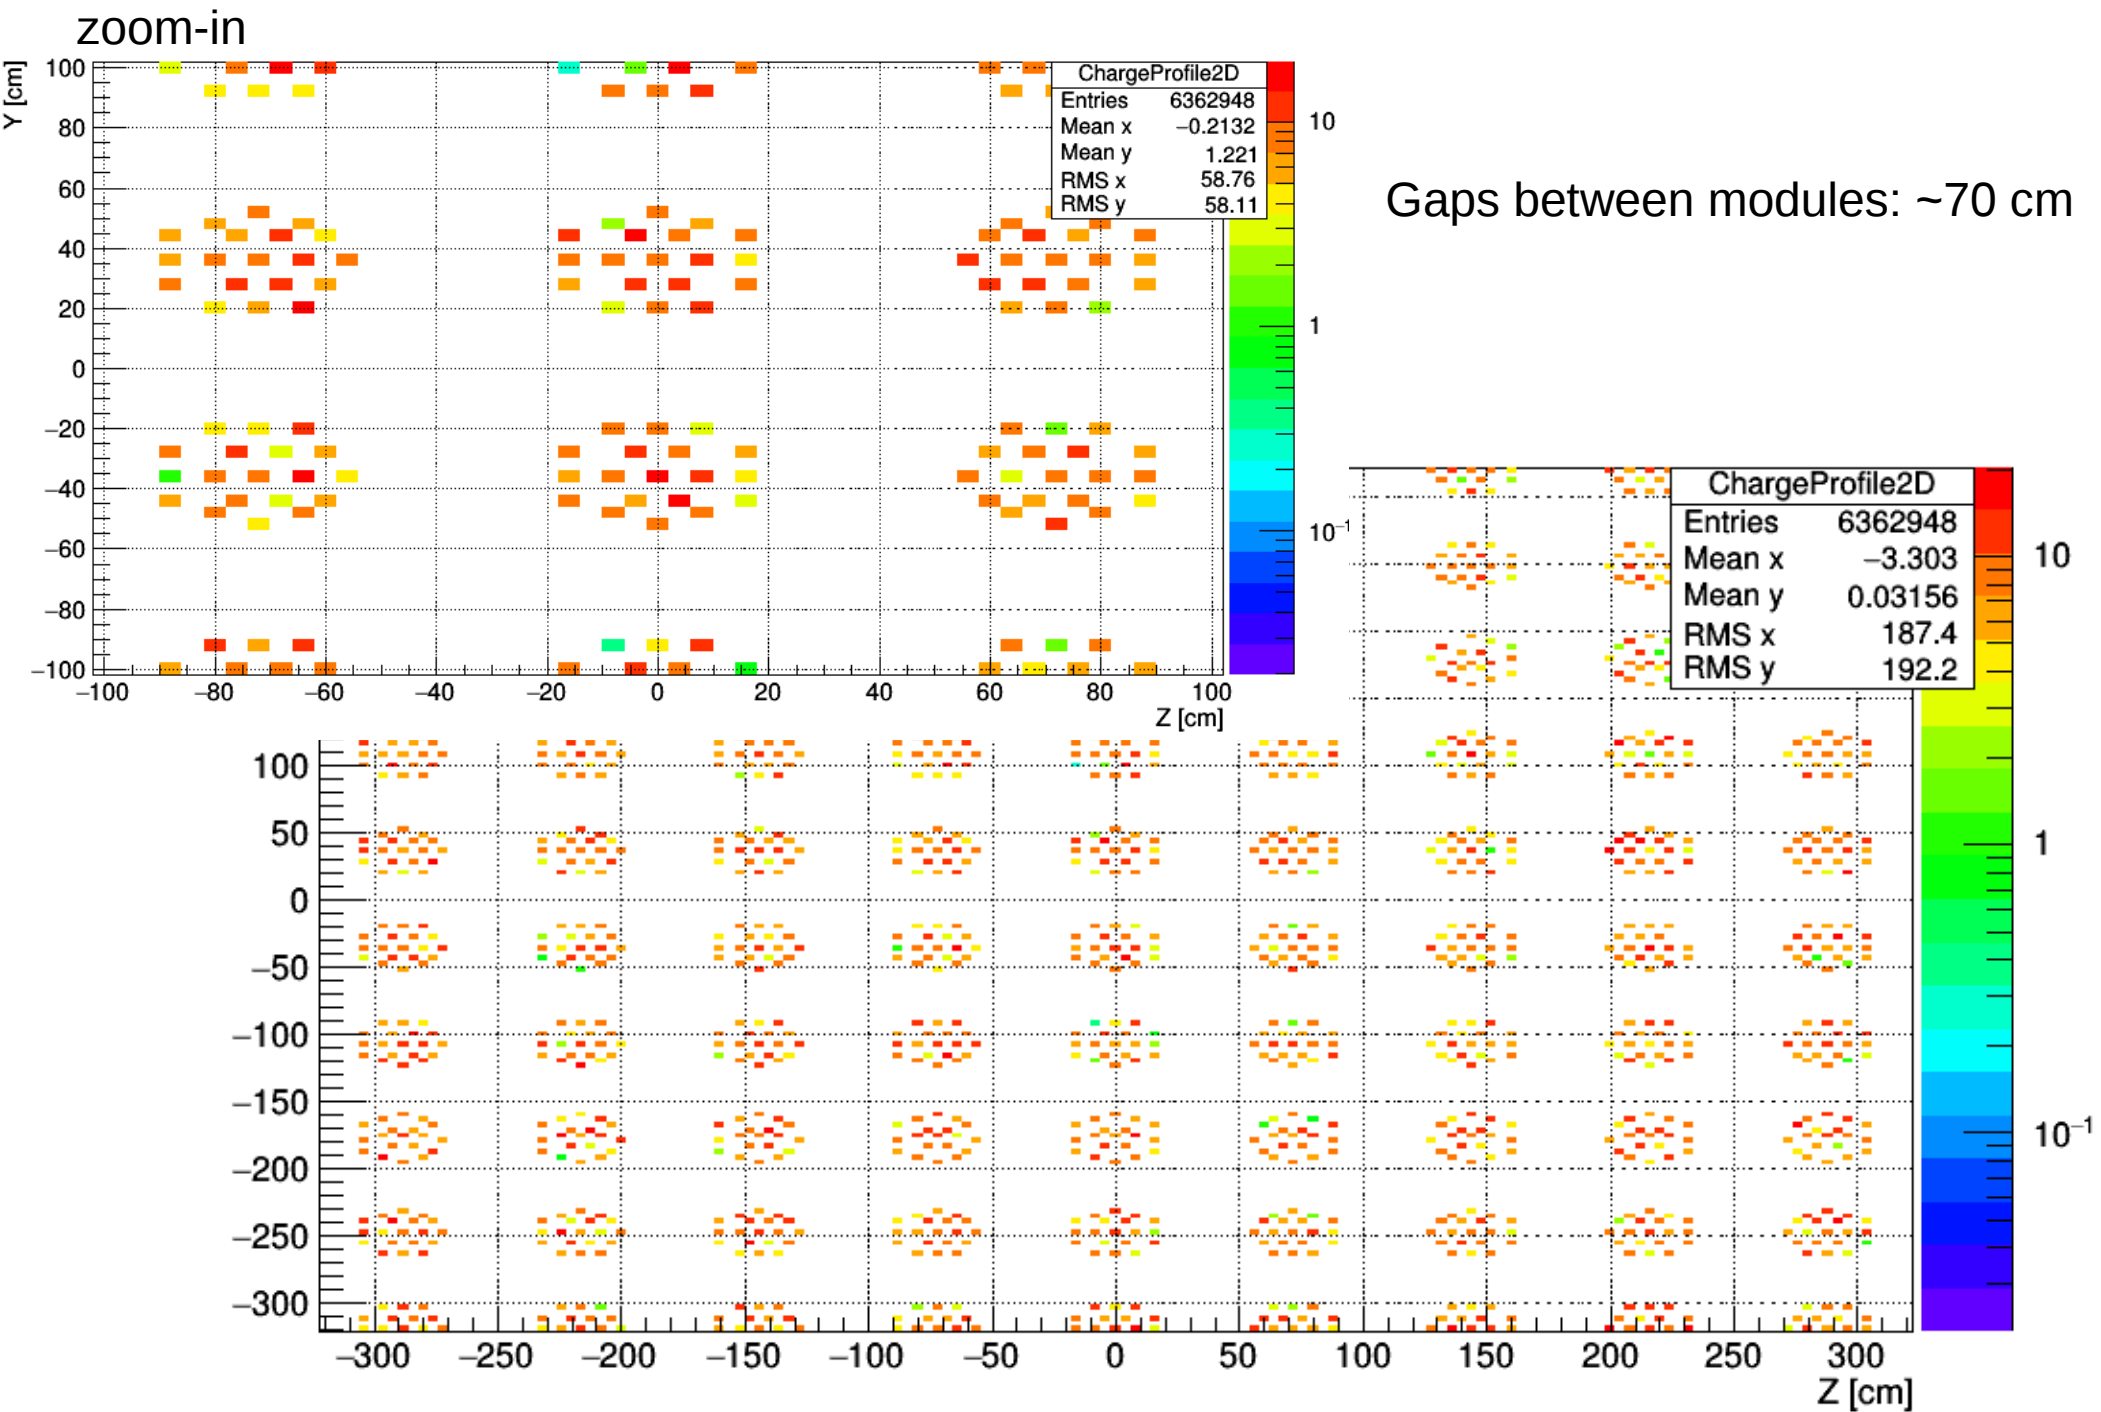 zoom-in
Y [cm]
100
80
60
40
20
0
−20
−40
−60
−80
−100
−100 −80 −60 −40 −20 0 20 40 60 80 100
Z [cm]
ChargeProfile2D
Entries 6362948
Mean x −0.2132
Mean y 1.221
RMS x 58.76
RMS y 58.11
10
1
10⁻¹
Gaps between modules: ~70 cm
ChargeProfile2D
Entries 6362948
Mean x −3.303
Mean y 0.03156
RMS x 187.4
RMS y 192.2
10
1
10⁻¹
100
50
0
−50
−100
−150
−200
−250
−300
−300 −250 −200 −150 −100 −50 0 50 100 150 200 250 300
Z [cm]